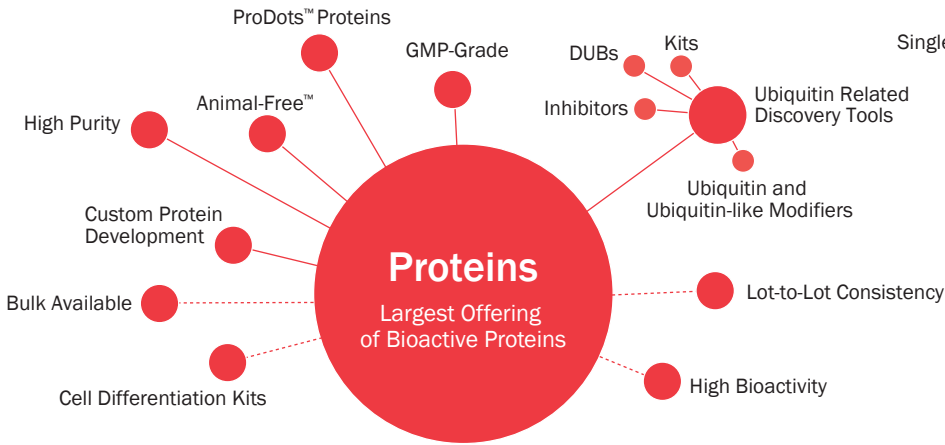 ProDots™ Proteins
GMP-Grade
DUBs
Kits
Single
Animal-Free™
Inhibitors
Ubiquitin Related
Discovery Tools
High Purity
Ubiquitin and
Ubiquitin-like Modifiers
Custom Protein
Development
Proteins
Largest Offering
of Bioactive Proteins
Bulk Available
Lot-to-Lot Consistency
Cell Differentiation Kits
High Bioactivity